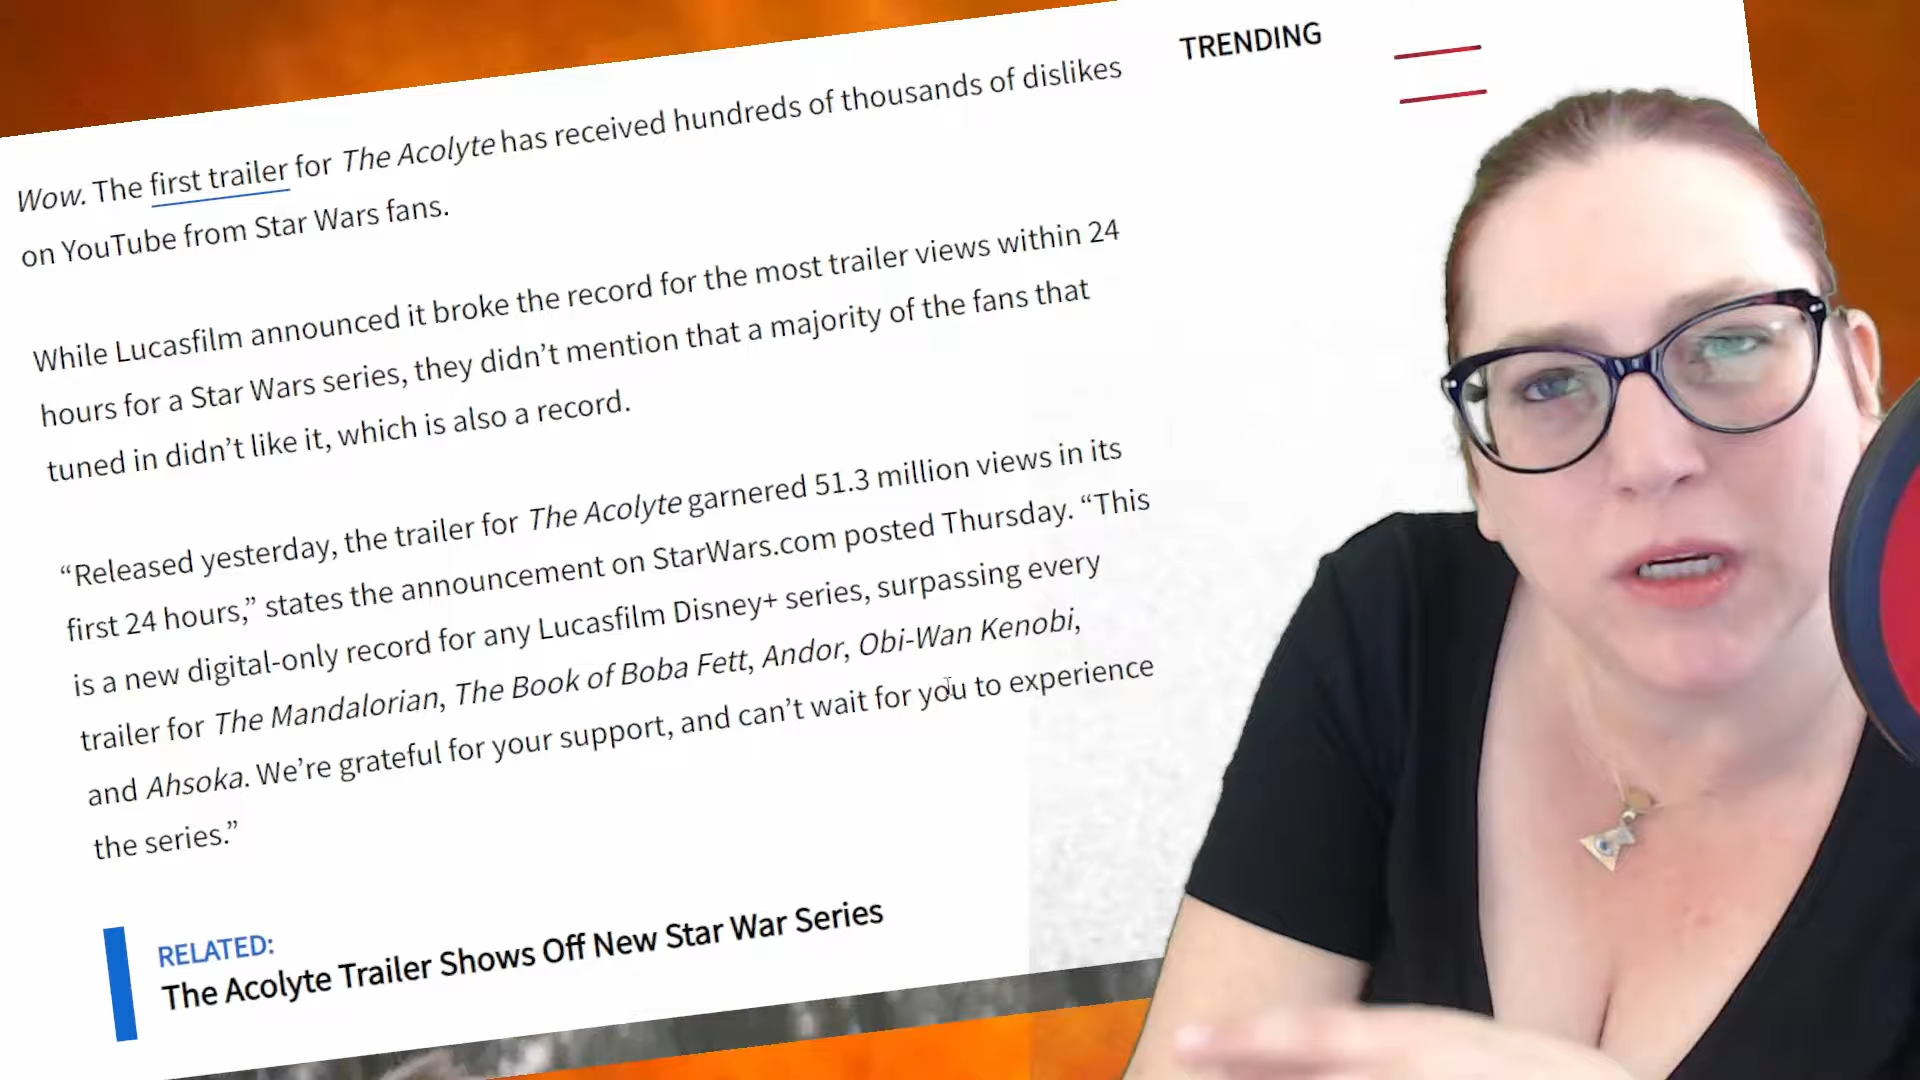 Wow. The first trailer for The Acolyte has received hundreds of thousands of dislikes
on YouTube from Star Wars fans.
While Lucasfilm announced it broke the record for the most trailer views within 24
hours for a Star Wars series, they didn’t mention that a majority of the fans that
tuned in didn’t like it, which is also a record.
“Released yesterday, the trailer for The Acolyte garnered 51.3 million views in its
first 24 hours,” states the announcement on StarWars.com posted Thursday. “This
is a new digital-only record for any Lucasfilm Disney+ series, surpassing every
trailer for The Mandalorian, The Book of Boba Fett, Andor, Obi-Wan Kenobi,
and Ahsoka. We’re grateful for your support, and can’t wait for you to experience
the series.”
RELATED:
The Acolyte Trailer Shows Off New Star War Series
TRENDING